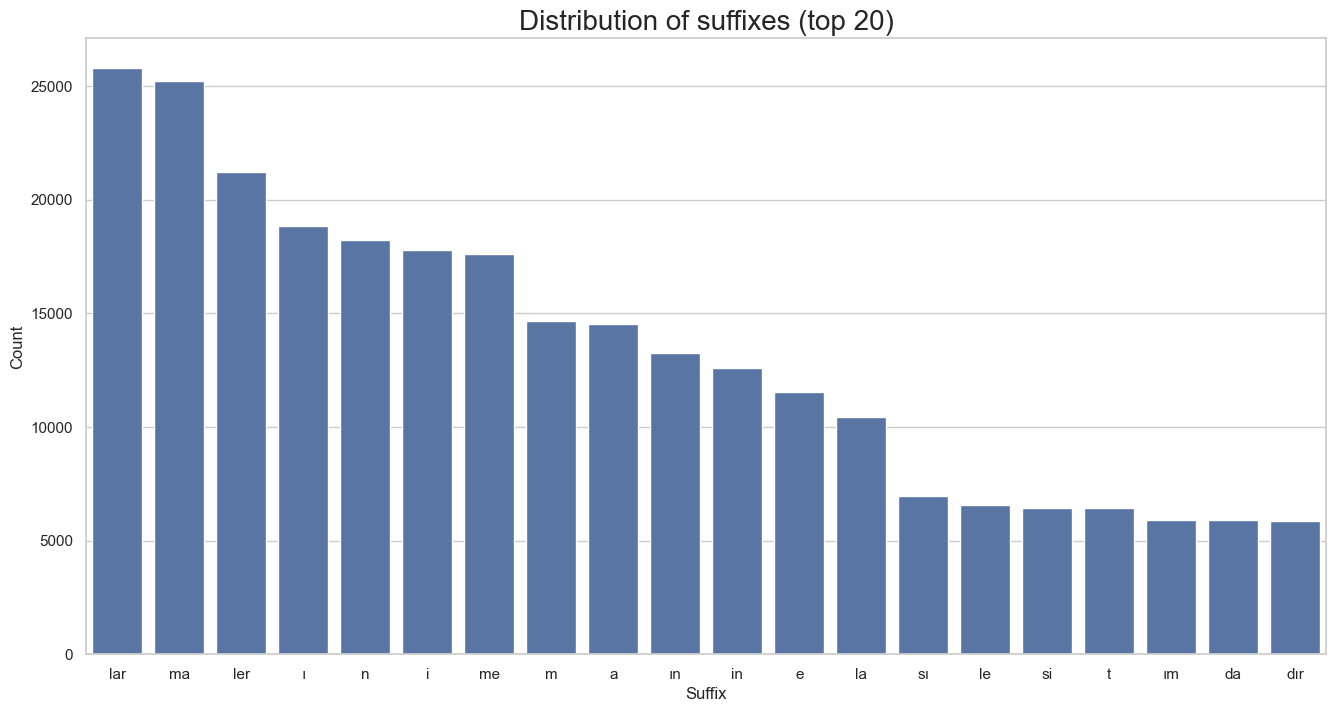 Distribution of suffixes (top 20)
25000
20000
15000
10000
5000
0
Count
lar ma ler ı n i me m a ın in e la sı le si t ım da dır
Suffix